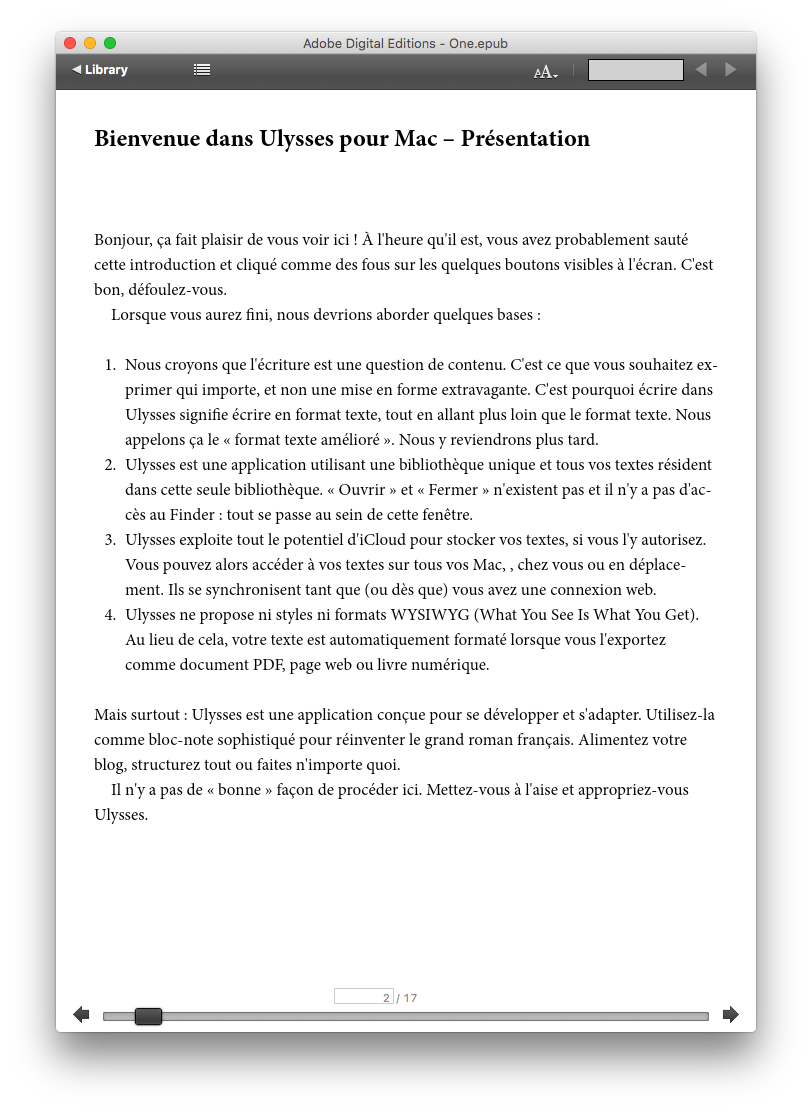 Adobe Digital Editions - One.epub
Library
AA
Bienvenue dans Ulysses pour Mac – Présentation
Bonjour, ça fait plaisir de vous voir ici ! À l'heure qu'il est, vous avez probablement sauté
cette introduction et cliqué comme des fous sur les quelques boutons visibles à l'écran. C'est
bon, défoulez-vous.
Lorsque vous aurez fini, nous devrions aborder quelques bases :
1. Nous croyons que l'écriture est une question de contenu. C'est ce que vous souhaitez ex-
primer qui importe, et non une mise en forme extravagante. C'est pourquoi écrire dans
Ulysses signifie écrire en format texte, tout en allant plus loin que le format texte. Nous
appelons ça le « format texte amélioré ». Nous y reviendrons plus tard.
2. Ulysses est une application utilisant une bibliothèque unique et tous vos textes résident
dans cette seule bibliothèque. « Ouvrir » et « Fermer » n'existent pas et il n'y a pas d'ac-
cès au Finder : tout se passe au sein de cette fenêtre.
3. Ulysses exploite tout le potentiel d'iCloud pour stocker vos textes, si vous l'y autorisez.
Vous pouvez alors accéder à vos textes sur tous vos Mac, , chez vous ou en déplace-
ment. Ils se synchronisent tant que (ou dès que) vous avez une connexion web.
4. Ulysses ne propose ni styles ni formats WYSIWYG (What You See Is What You Get).
Au lieu de cela, votre texte est automatiquement formaté lorsque vous l'exportez
comme document PDF, page web ou livre numérique.
Mais surtout : Ulysses est une application conçue pour se développer et s'adapter. Utilisez-la
comme bloc-note sophistiqué pour réinventer le grand roman français. Alimentez votre
blog, structurez tout ou faites n'importe quoi.
Il n'y a pas de « bonne » façon de procéder ici. Mettez-vous à l'aise et appropriez-vous
Ulysses.
2 / 17